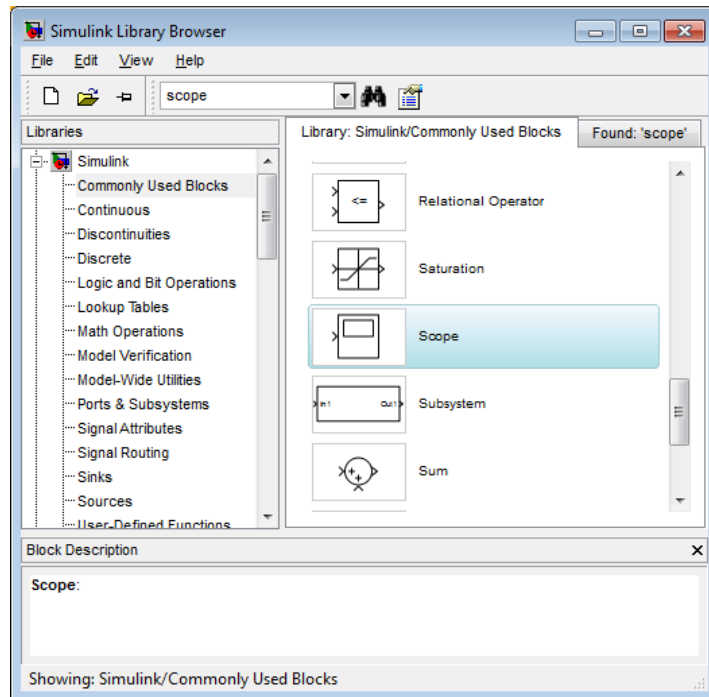 Simulink Library Browser
File Edit View Help
scope
Libraries
Library: Simulink/Commonly Used Blocks
Found: 'scope'
Simulink
Commonly Used Blocks
Continuous
Discontinuities
Discrete
Logic and Bit Operations
Lookup Tables
Math Operations
Model Verification
Model-Wide Utilities
Ports & Subsystems
Signal Attributes
Signal Routing
Sinks
Sources
User-Defined Functions
<= Relational Operator
Saturation
Scope
In1 Out1 Subsystem
+ + Sum
Block Description
Scope:
Showing: Simulink/Commonly Used Blocks